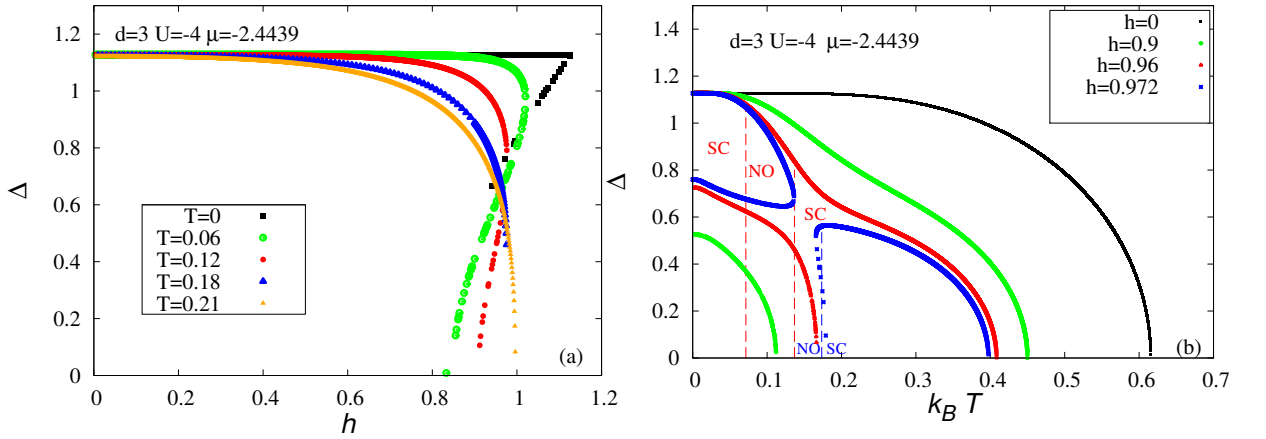 d=3 U=-4 μ=-2.4439
1.2
1
0.8
0.6
0.4
0.2
0
Δ
T=0
T=0.06
T=0.12
T=0.18
T=0.21
(a)
0 0.2 0.4 0.6 0.8 1 1.2
h
d=3 U=-4 μ=-2.4439
h=0
h=0.9
h=0.96
h=0.972
1.4
1.2
1
0.8
0.6
0.4
0.2
0
Δ
SC
NO
SC
NO SC
(b)
0 0.1 0.2 0.3 0.4 0.5 0.6 0.7
k_B T